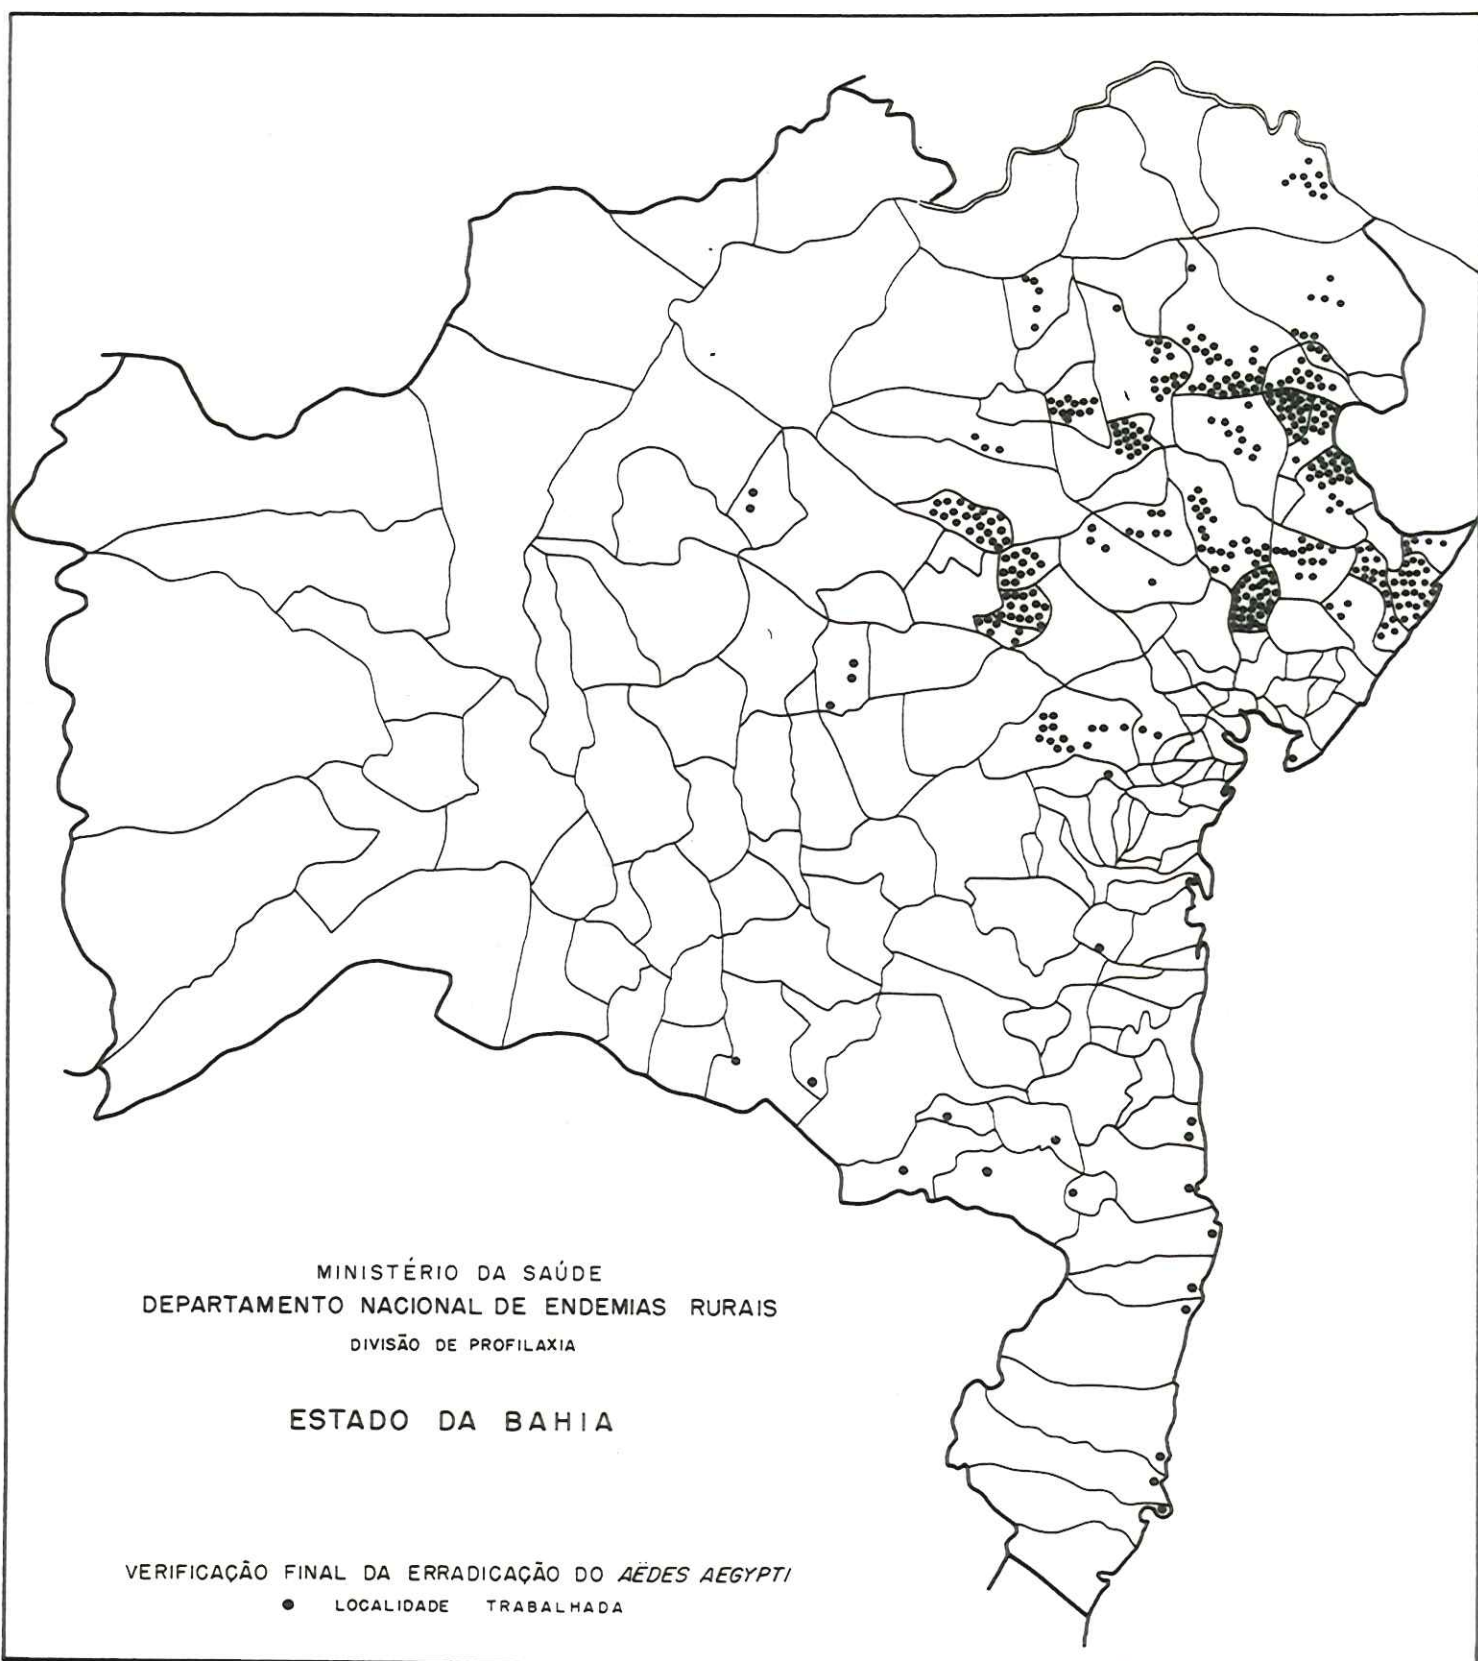 MINISTÉRIO DA SAÚDE
DEPARTAMENTO NACIONAL DE ENDEMIAS RURAIS
DIVISÃO DE PROFILAXIA
ESTADO DA BAHIA
VERIFICAÇÃO FINAL DA ERRADICAÇÃO DO AËDES AEGYPTI
● LOCALIDADE TRABALHADA